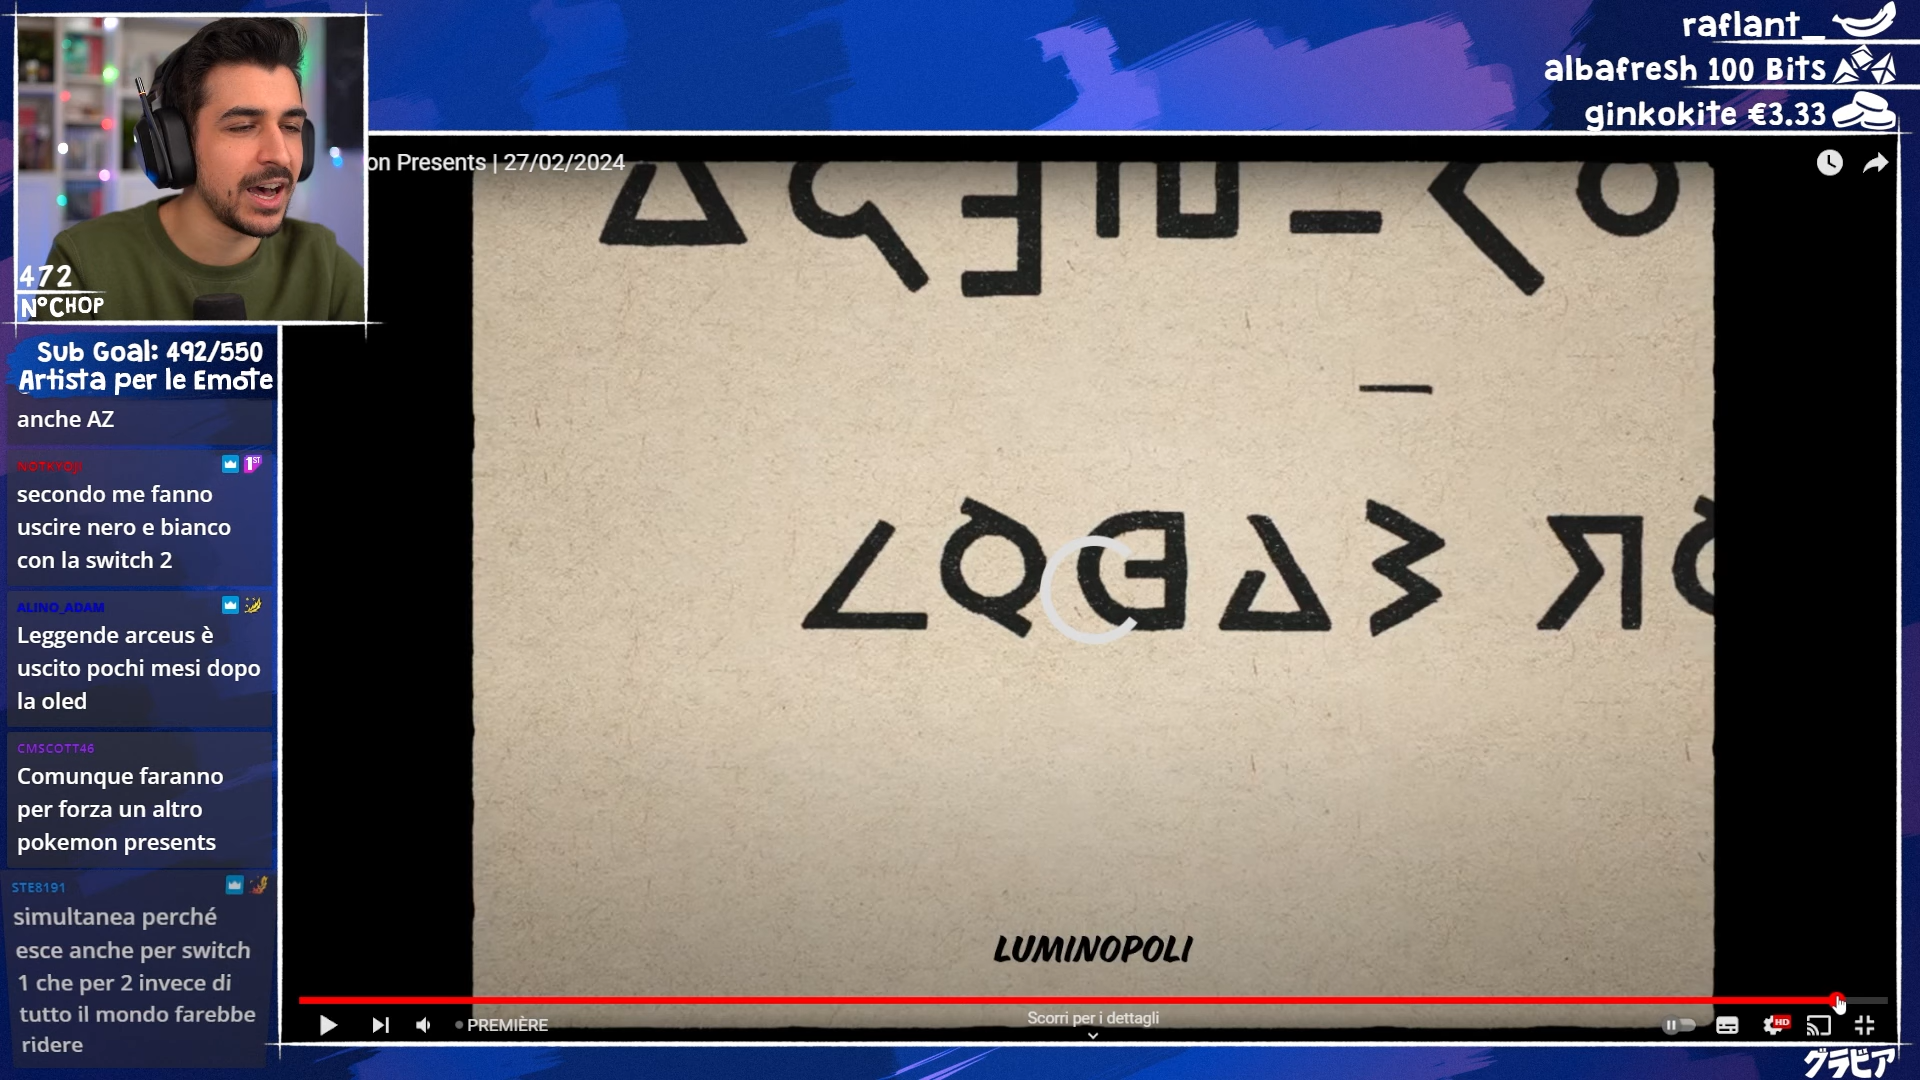 raflant_
albafresh 100 Bits
ginkokite €3.33
on Presents | 27/02/2024
472
N°CHOP
Sub Goal: 492/550
Artista per le Emote
anche AZ
NOTKYOJI
secondo me fanno
uscire nero e bianco
con la switch 2
ALINO_ADAM
Leggende arceus è
uscito pochi mesi dopo
la oled
CMSCOTT46
Comunque faranno
per forza un altro
pokemon presents
STE8191
simultanea perché
esce anche per switch
1 che per 2 invece di
tutto il mondo farebbe
ridere
LUMINOPOLI
PREMIÈRE
Scorri per i dettagli
HD
グラビア